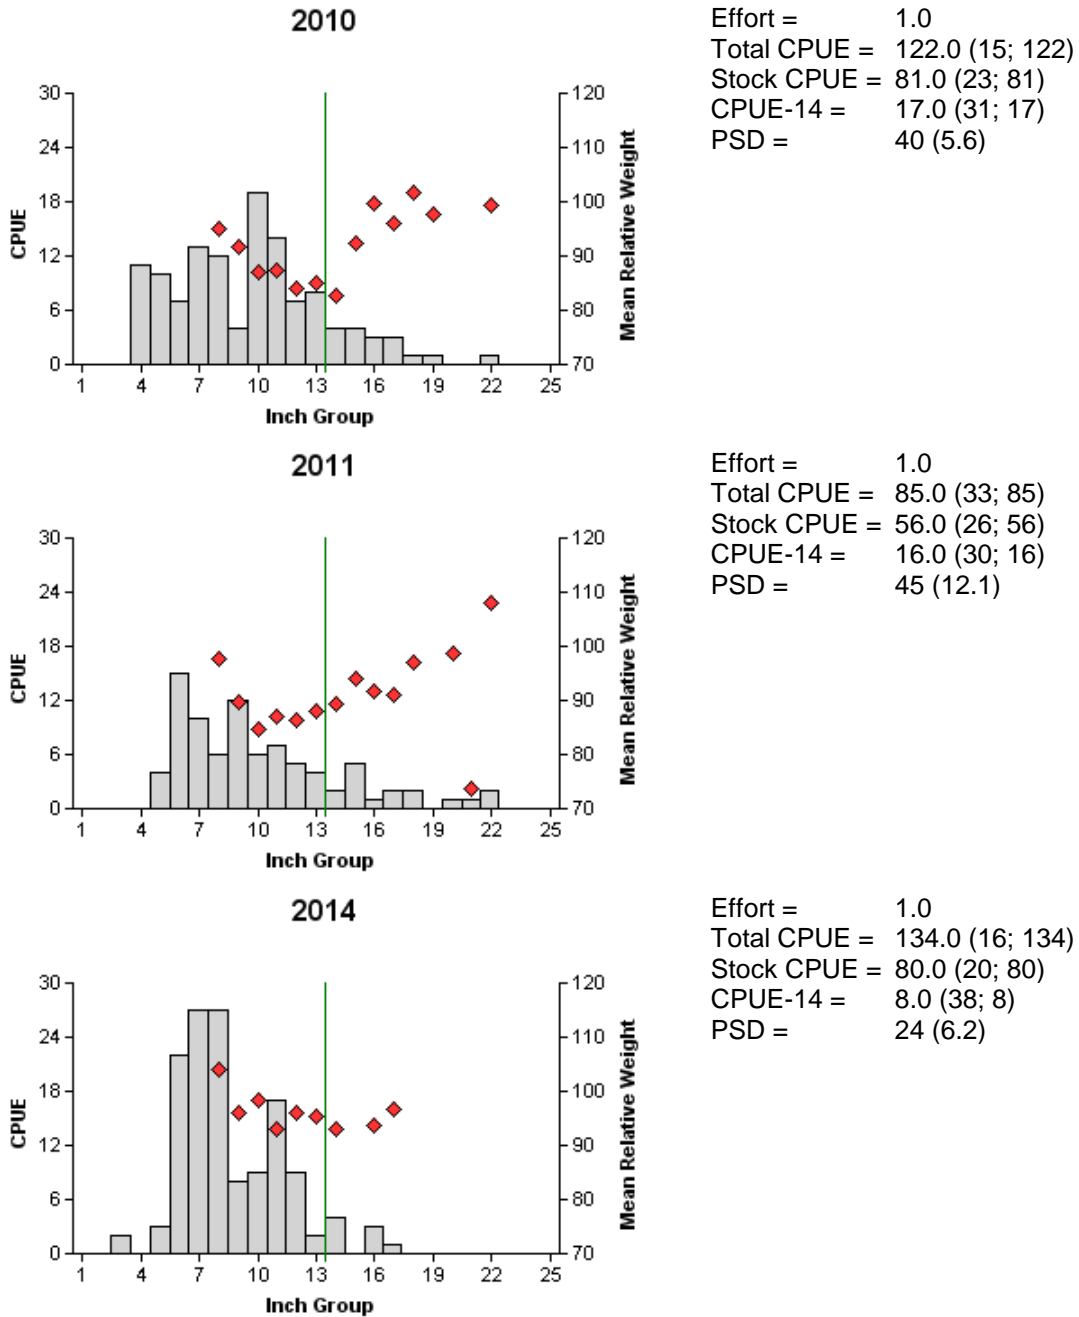 2010
Effort = 1.0
Total CPUE = 122.0 (15; 122)
Stock CPUE = 81.0 (23; 81)
CPUE-14 = 17.0 (31; 17)
PSD = 40 (5.6)
30
24
18
12
6
0
CPUE
120
110
100
90
80
70
Mean Relative Weight
1 4 7 10 13 16 19 22 25
Inch Group
2011
Effort = 1.0
Total CPUE = 85.0 (33; 85)
Stock CPUE = 56.0 (26; 56)
CPUE-14 = 16.0 (30; 16)
PSD = 45 (12.1)
30
24
18
12
6
0
CPUE
120
110
100
90
80
70
Mean Relative Weight
1 4 7 10 13 16 19 22 25
Inch Group
2014
Effort = 1.0
Total CPUE = 134.0 (16; 134)
Stock CPUE = 80.0 (20; 80)
CPUE-14 = 8.0 (38; 8)
PSD = 24 (6.2)
30
24
18
12
6
0
CPUE
120
110
100
90
80
70
Mean Relative Weight
1 4 7 10 13 16 19 22 25
Inch Group